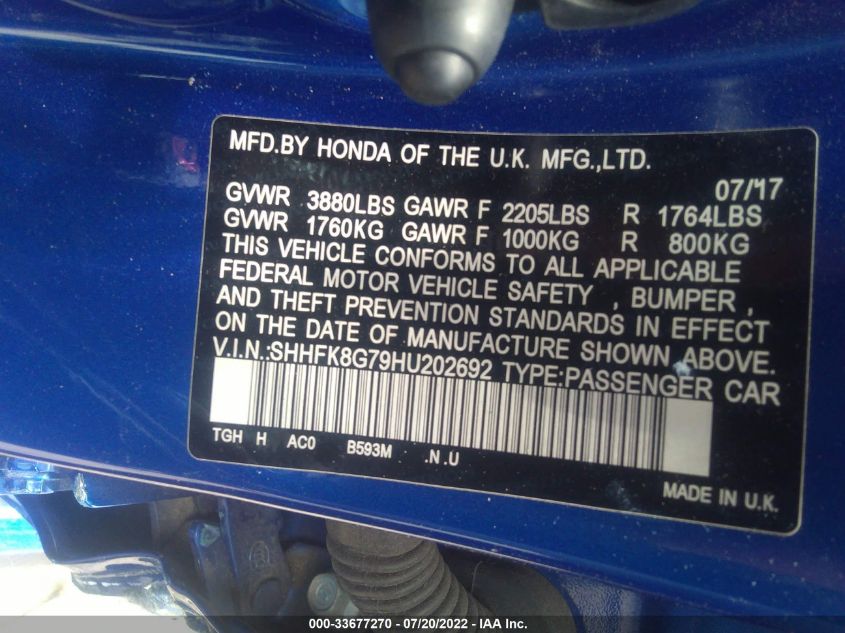 MFD.BY HONDA OF THE U.K. MFG.,LTD.
07/17
GVWR 3880LBS GAWR F 2205LBS R 1764LBS
GVWR 1760KG GAWR F 1000KG R 800KG
THIS VEHICLE CONFORMS TO ALL APPLICABLE
FEDERAL MOTOR VEHICLE SAFETY , BUMPER ,
AND THEFT PREVENTION STANDARDS IN EFFECT
ON THE DATE OF MANUFACTURE SHOWN ABOVE.
V.I.N.:SHHFK8G79HU202692 TYPE:PASSENGER CAR
TGH H AC0 B593M .N .U
MADE IN U.K.
000-33677270 - 07/20/2022 - IAA Inc.